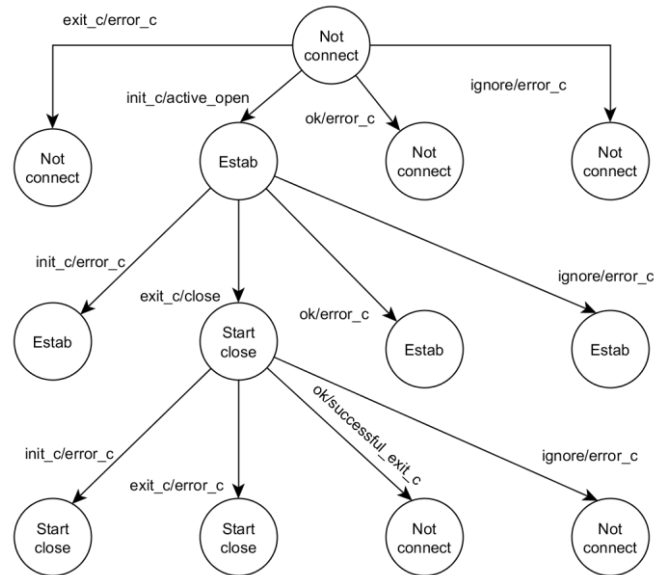 exit_c/error_c
Not
connect
ignore/error_c
init_c/active_open
ok/error_c
Not
connect
Estab
Not
connect
Not
connect
init_c/error_c
exit_c/close
ok/error_c
ignore/error_c
Estab
Start
close
Estab
Estab
init_c/error_c
exit_c/error_c
ok/successful_exit_c
ignore/error_c
Start
close
Start
close
Not
connect
Not
connect